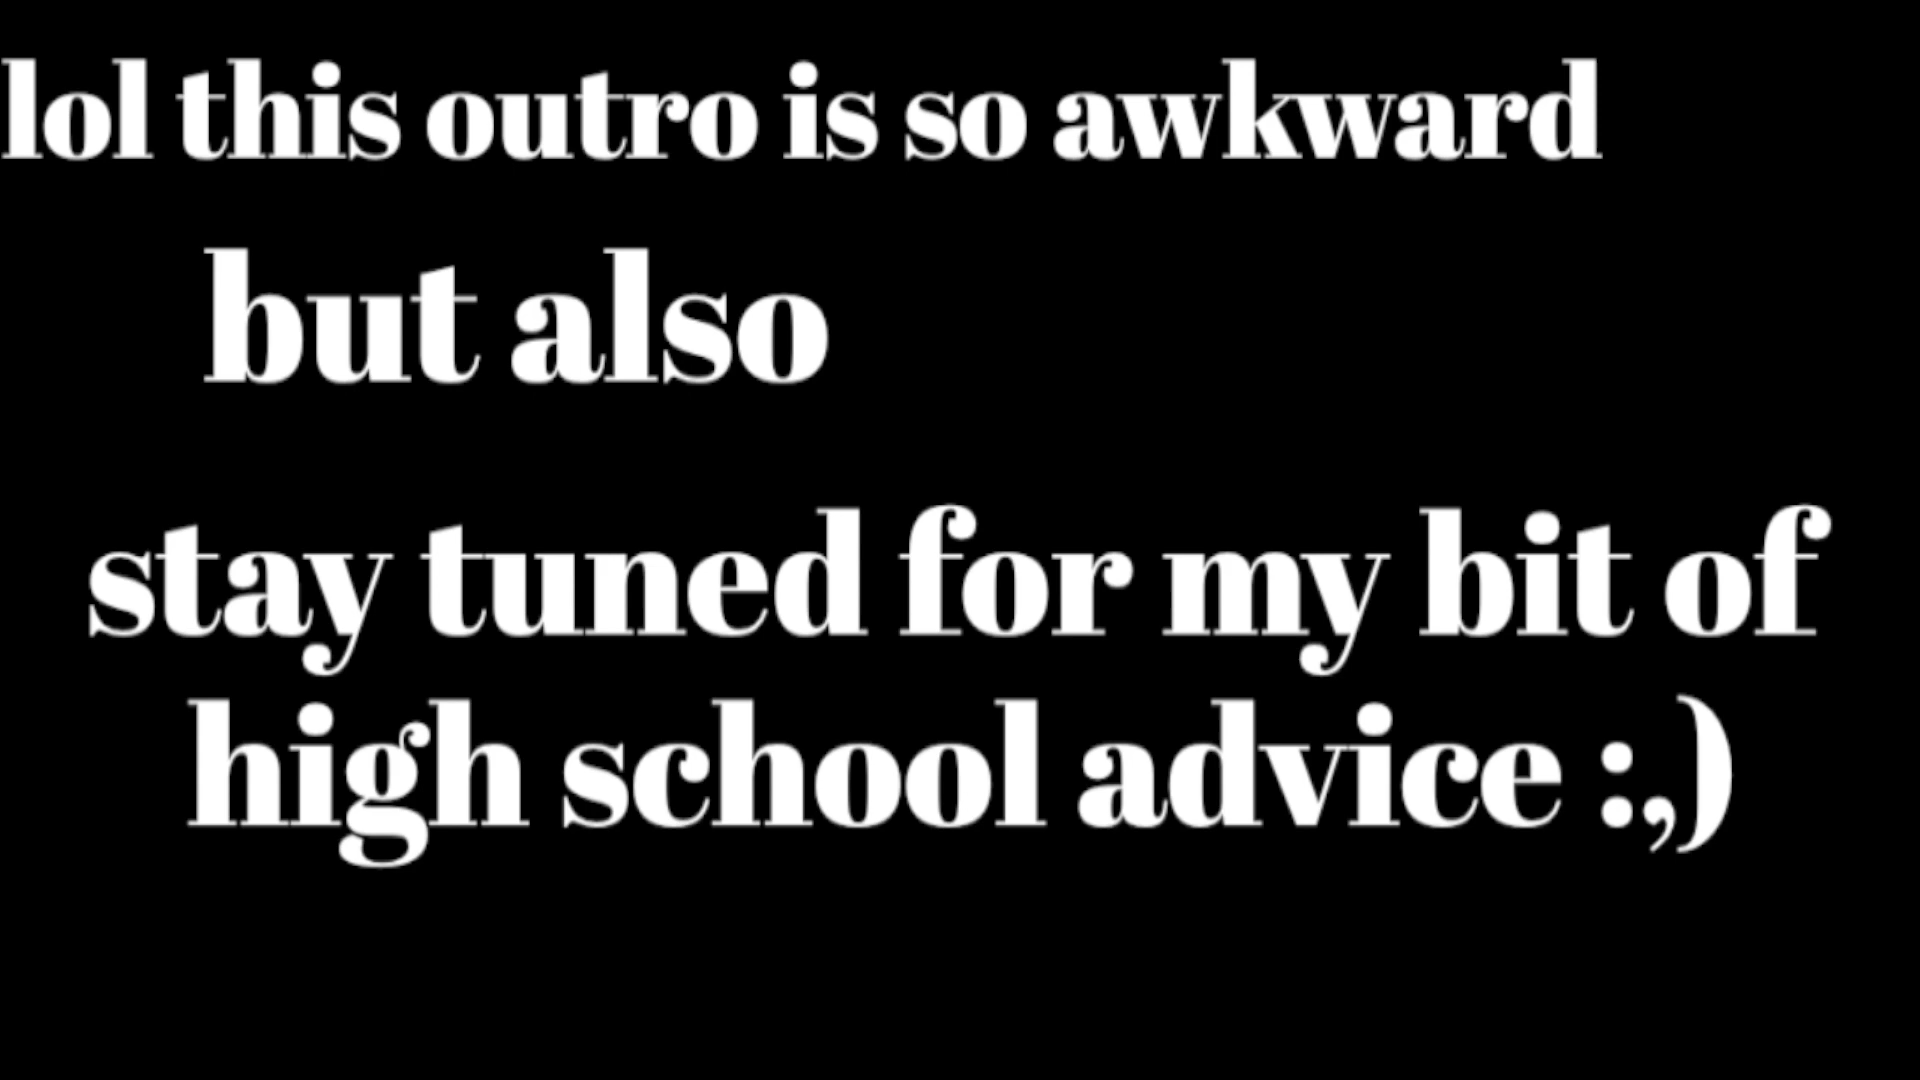 lol this outro is so awkward
but also
stay tuned for my bit of
high school advice :,)